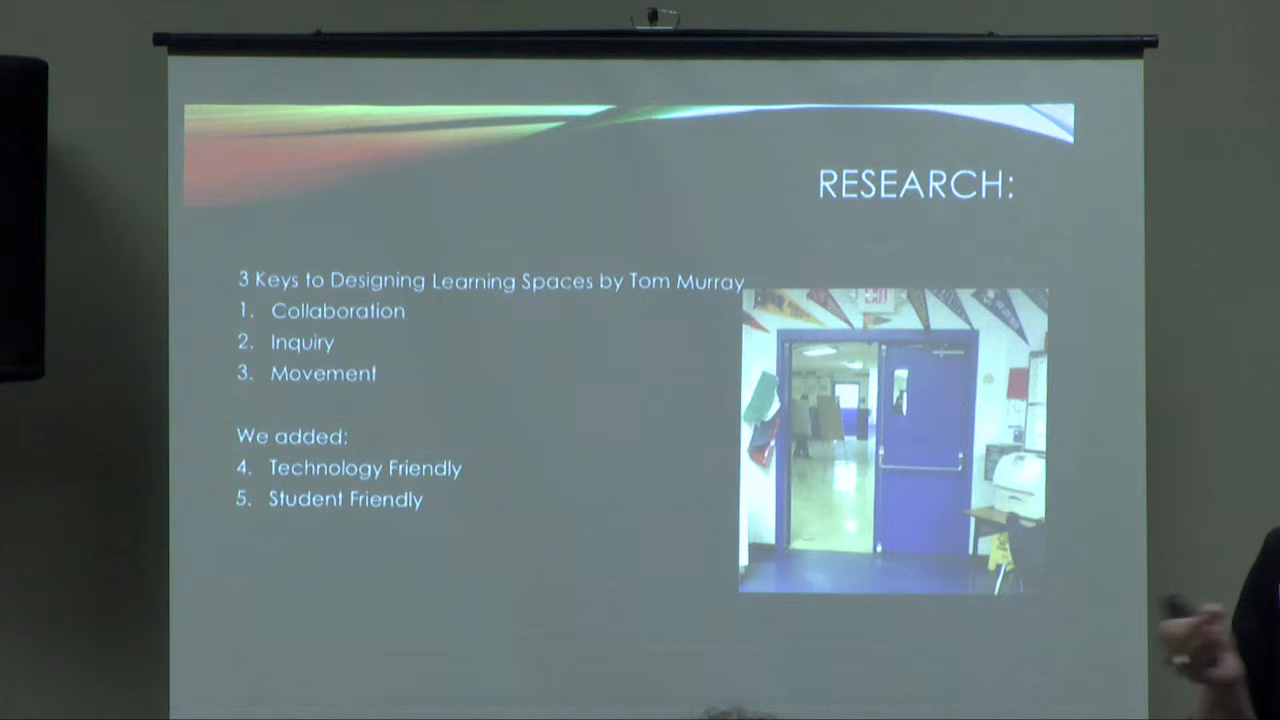 RESEARCH:
3 Keys to Designing Learning Spaces by Tom Murray
1. Collaboration
2. Inquiry
3. Movement
We added:
4. Technology Friendly
5. Student Friendly